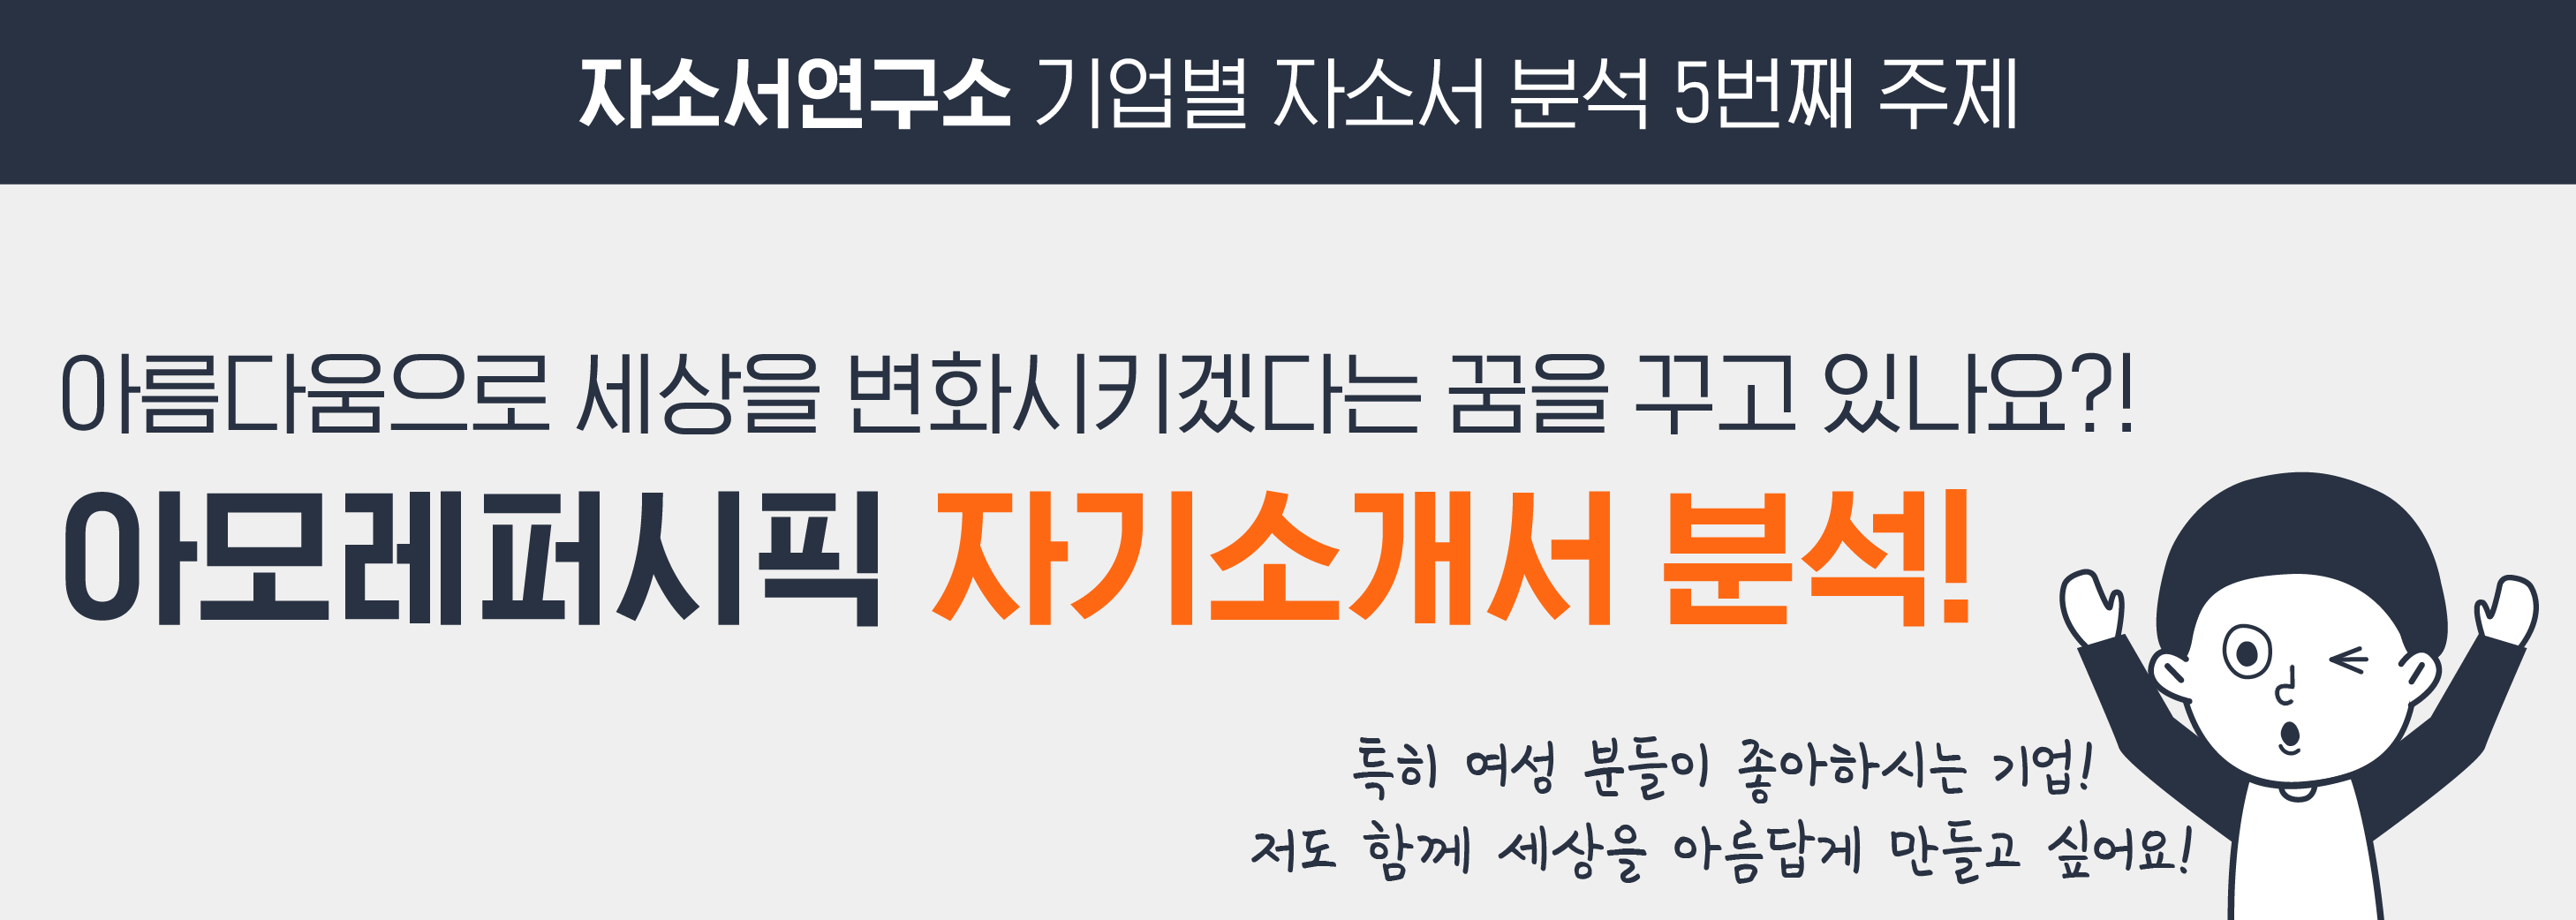 자소서연구소 기업별 자소서 분석 5번째 주제
아름다움으로 세상을 변화시키겠다는 꿈을 꾸고 있나요?!
아모레퍼시픽 자기소개서 분석!
특히 여성 분들이 좋아하시는 기업!
저도 함께 세상을 아름답게 만들고 싶어요!